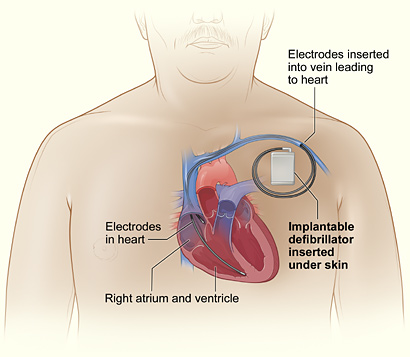 Electrodes inserted
into vein leading
to heart
Electrodes
in heart
Implantable
defibrillator
inserted
under skin
Right atrium and ventricle